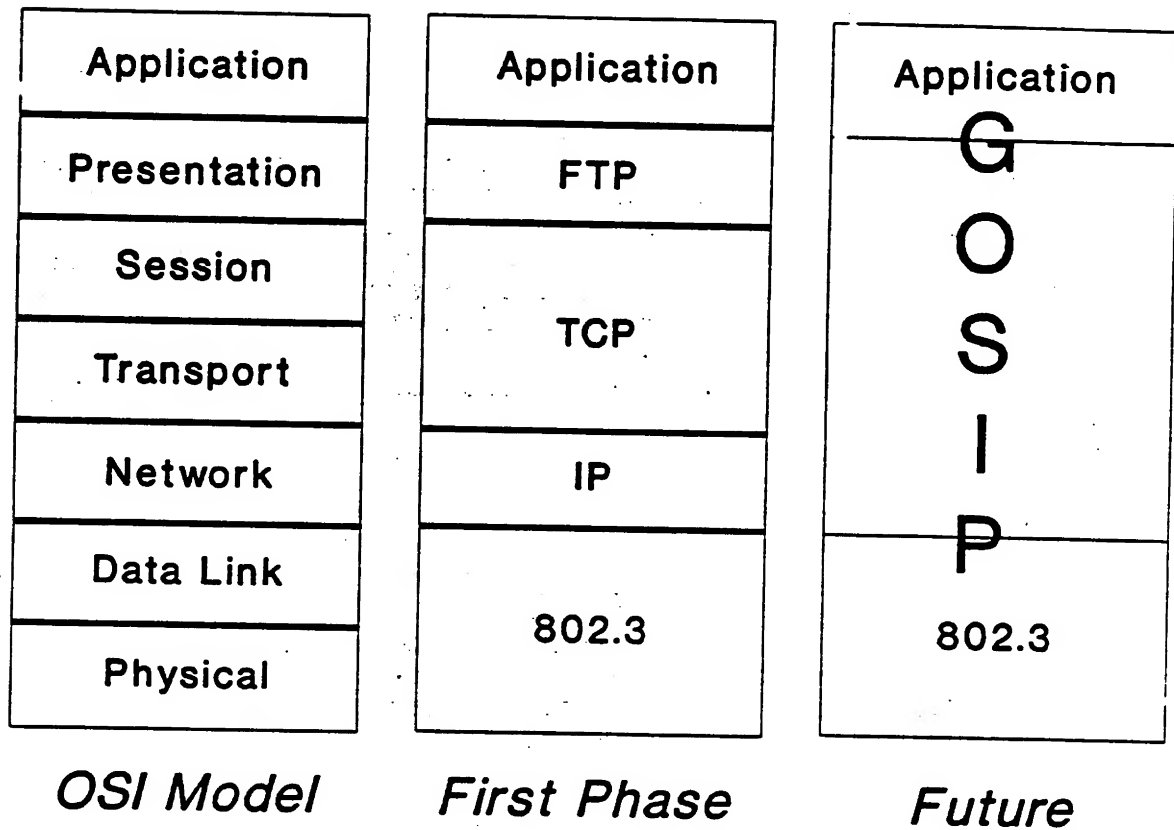 Application
Presentation
Session
Transport
Network
Data Link
Physical
OSI Model
Application
FTP
TCP
IP
802.3
First Phase
Application
G
O
S
I
P
802.3
Future